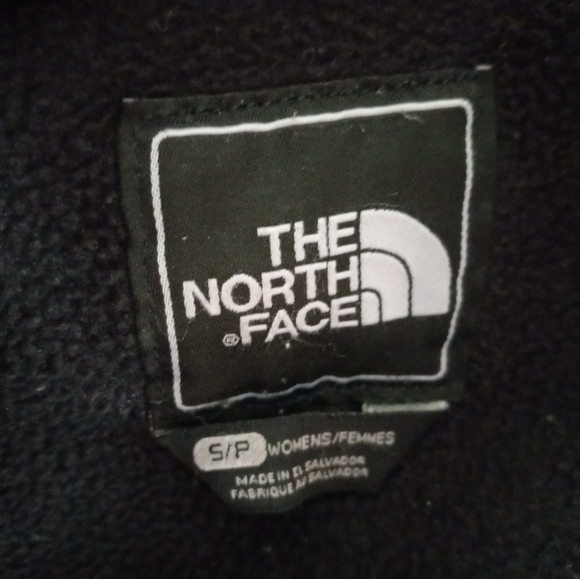 THE
NORTH
®FACE
S/P WOMENS/FEMMES
MADE IN EL SALVADOR
FABRIQUE AU SALVADOR